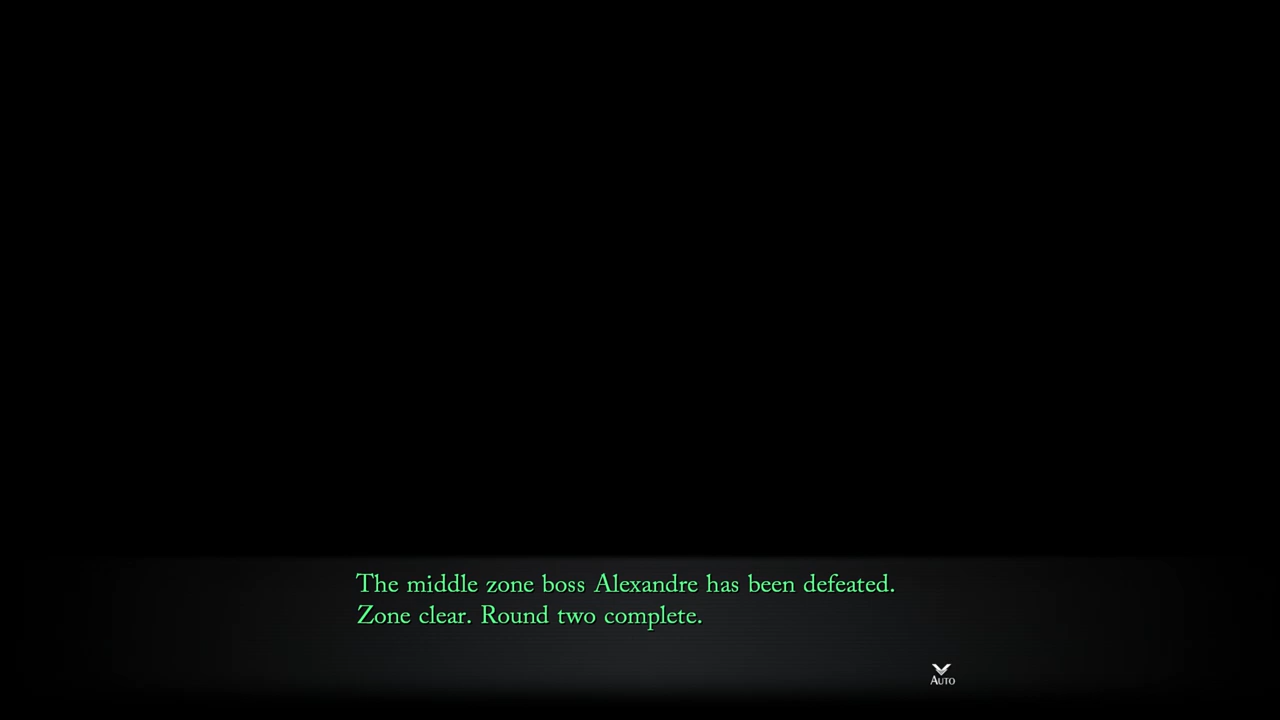 The middle zone boss Alexandre has been defeated.
Zone clear. Round two complete.
AUTO